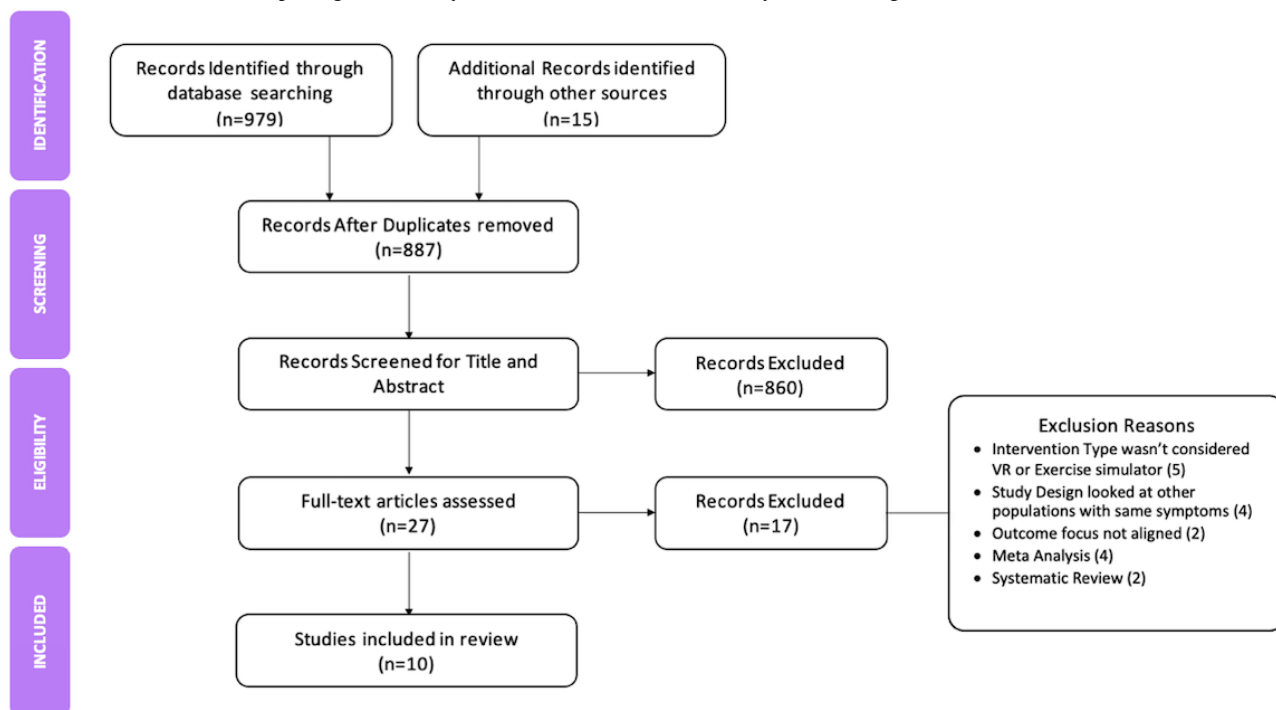 IDENTIFICATION
Records Identified through
database searching
(n=979)
Additional Records identified
through other sources
(n=15)
SCREENING
Records After Duplicates removed
(n=887)
Records Screened for Title and
Abstract
Records Excluded
(n=860)
ELIGIBILITY
Full-text articles assessed
(n=27)
Records Excluded
(n=17)
Exclusion Reasons
• Intervention Type wasn't considered
VR or Exercise simulator (5)
• Study Design looked at other
populations with same symptoms (4)
• Outcome focus not aligned (2)
• Meta Analysis (4)
• Systematic Review (2)
INCLUDED
Studies included in review
(n=10)